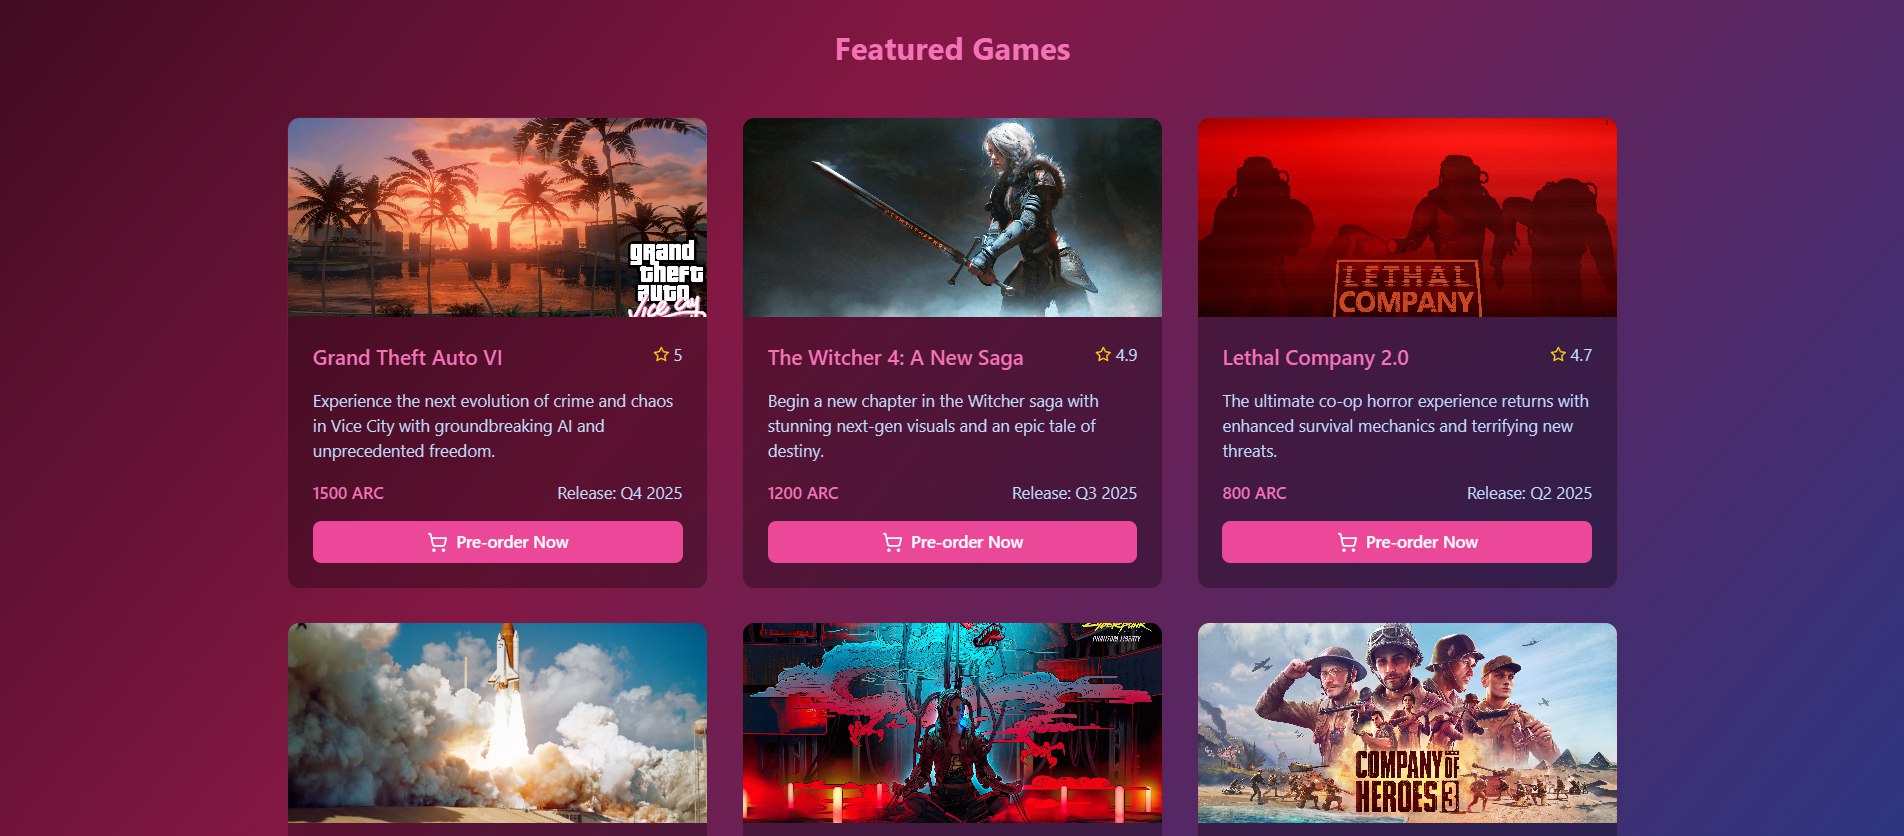 Featured Games
grand
theft
auto
Vice City
Grand Theft Auto VI
5
Experience the next evolution of crime and chaos
in Vice City with groundbreaking AI and
unprecedented freedom.
1500 ARC
Release: Q4 2025
Pre-order Now
The Witcher 4: A New Saga
4.9
Begin a new chapter in the Witcher saga with
stunning next-gen visuals and an epic tale of
destiny.
1200 ARC
Release: Q3 2025
Pre-order Now
LETHAL
COMPANY
Lethal Company 2.0
4.7
The ultimate co-op horror experience returns with
enhanced survival mechanics and terrifying new
threats.
800 ARC
Release: Q2 2025
Pre-order Now
CYBERPUNK
PHANTOM LIBERTY
COMPANY OF
HEROES 3